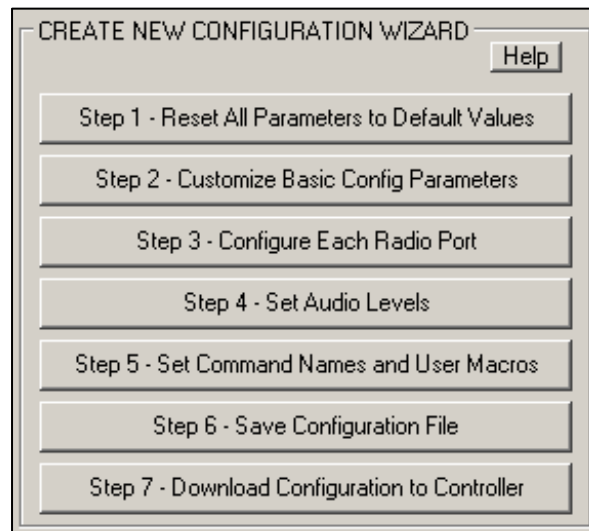 CREATE NEW CONFIGURATION WIZARD
Help
Step 1 - Reset All Parameters to Default Values
Step 2 - Customize Basic Config Parameters
Step 3 - Configure Each Radio Port
Step 4 - Set Audio Levels
Step 5 - Set Command Names and User Macros
Step 6 - Save Configuration File
Step 7 - Download Configuration to Controller